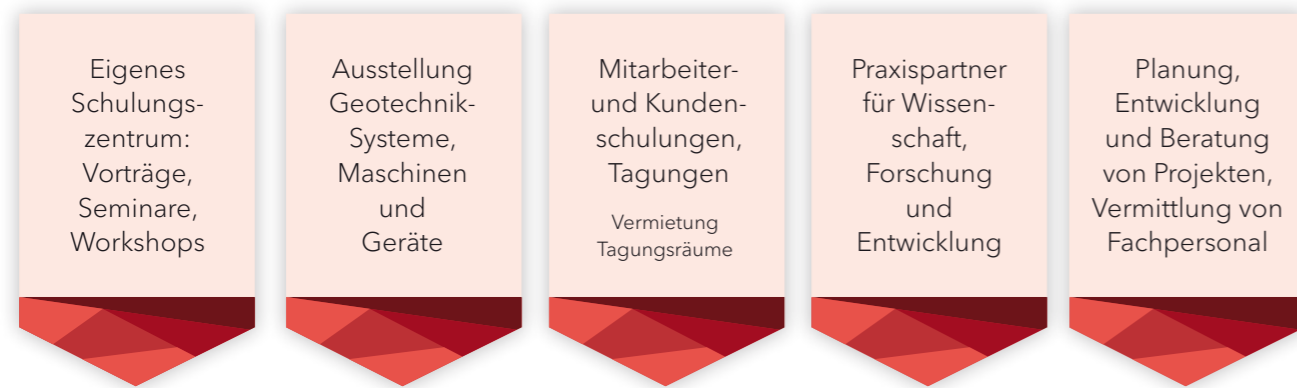 Eigenes
Schulungs-
zentrum:
Vorträge,
Seminare,
Workshops
Ausstellung
Geotechnik-
Systeme,
Maschinen
und
Geräte
Mitarbeiter-
und Kunden-
schulungen,
Tagungen
Vermietung
Tagungsräume
Praxispartner
für Wissen-
schaft,
Forschung
und
Entwicklung
Planung,
Entwicklung
und Beratung
von Projekten,
Vermittlung von
Fachpersonal